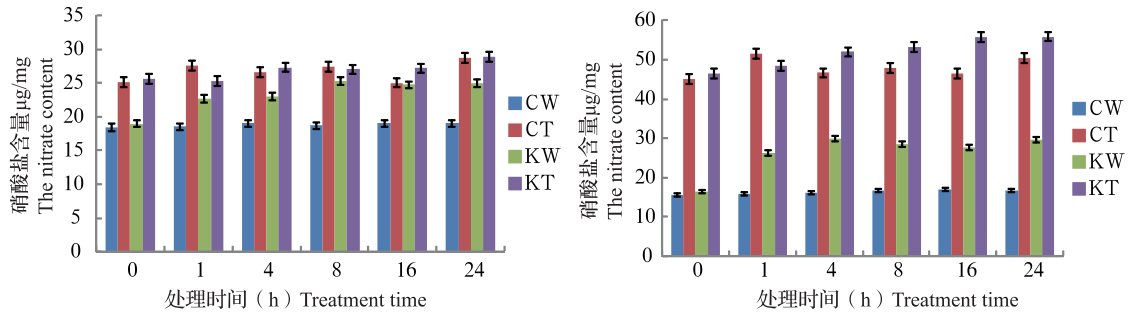 35
30
25
20
15
10
5
0
硝酸盐含量μg/mg
The nitrate content
0 1 4 8 16 24
处理时间（h）Treatment time
CW
CT
KW
KT
60
50
40
30
20
10
0
硝酸盐含量μg/mg
The nitrate content
0 1 4 8 16 24
处理时间（h）Treatment time
CW
CT
KW
KT